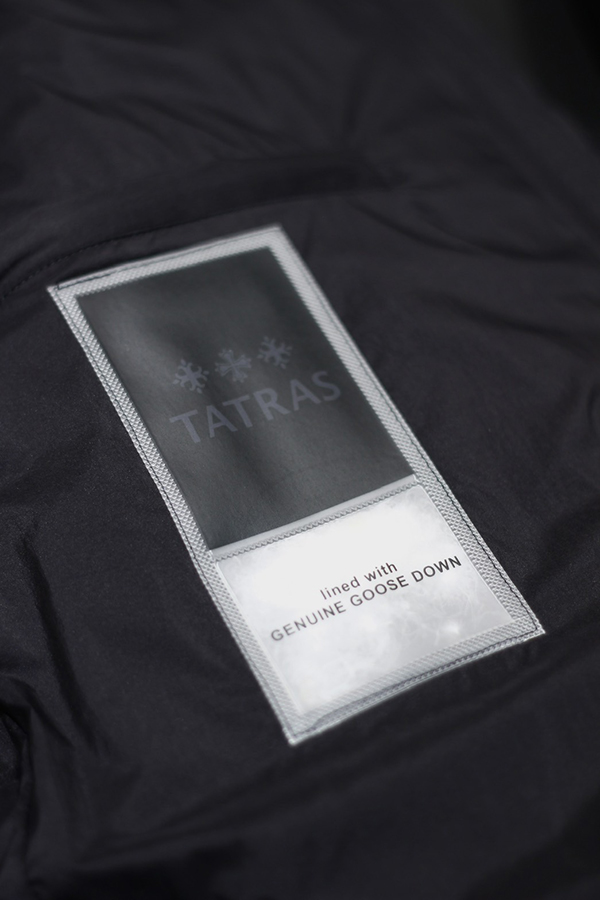 TATRAS
lined with
GENUINE GOOSE DOWN